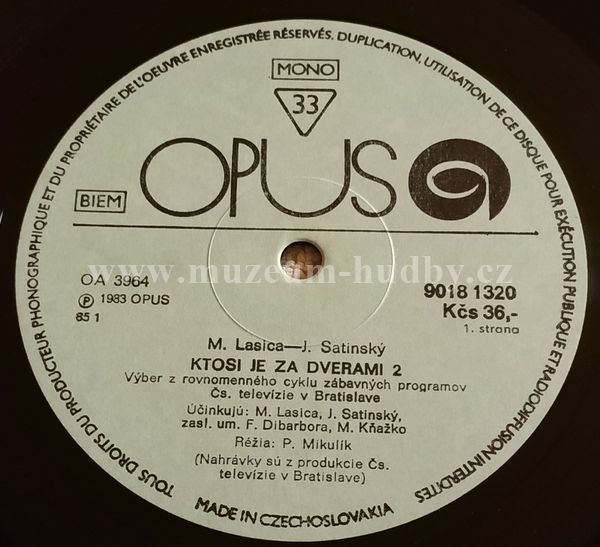 TOUS DROITS DU PRODUCTEUR PHONOGRAPHIQUE ET DU PROPRIÉTAIRE DE L'OEUVRE ENREGISTRÉE RÉSERVÉS. DUPLICATION, UTILISATION DE CE DISQUE POUR EXÉCUTION PUBLIQUE ET RADIODIFFUSION INTERDITES
MONO
33
OPUS
BIEM
www.muzeum-hudby.cz
OA 3964
Ⓟ 1983 OPUS
85 1
9018 1320
Kčs 36,-
1. strana
M. Lasica—J. Satinský
KTOSI JE ZA DVERAMI 2
Výber z rovnomenného cyklu zábavných programov
Čs. televízie v Bratislave
Účinkujú: M. Lasica, J. Satinský,
zasl. um. F. Dibarbora, M. Kňažko
Réžia: P. Mikulík
(Nahrávky sú z produkcie Čs.
televízie v Bratislave)
MADE IN CZECHOSLOVAKIA